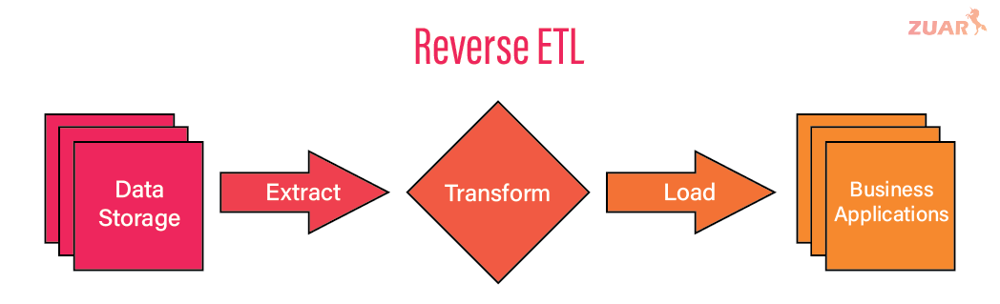 ZUAR
Reverse ETL
Data
Storage
Extract
Transform
Load
Business
Applications